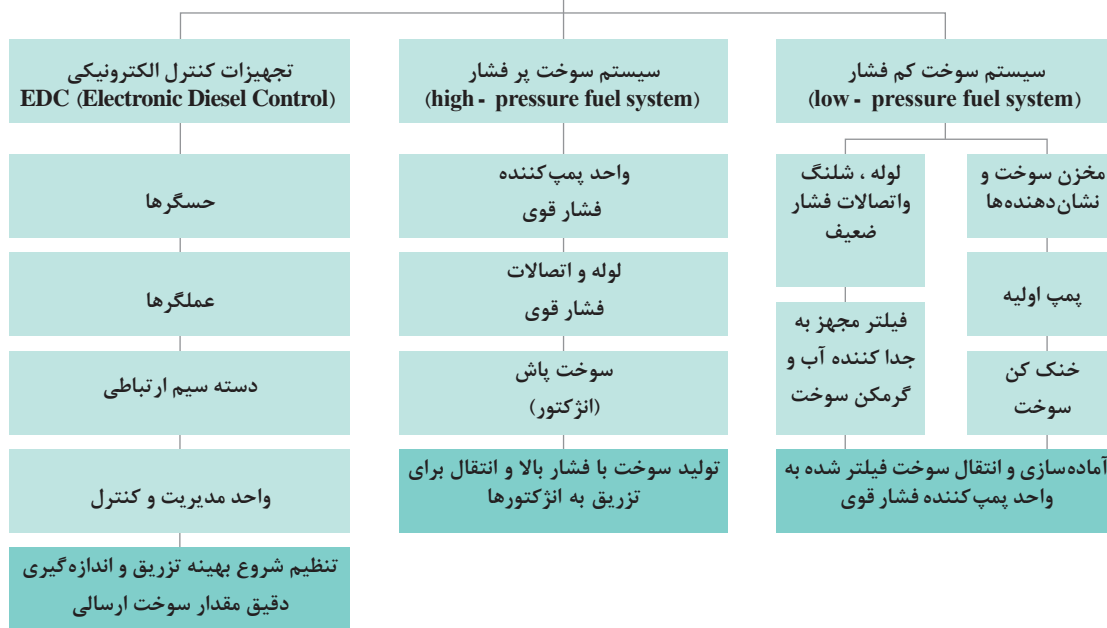 سیستم سوخت کم فشار
(low - pressure fuel system)
مخزن سوخت و
نشان‌دهنده‌ها
پمپ اولیه
خنک کن
سوخت
لوله ، شلنگ
واتصالات فشار
ضعیف
فیلتر مجهز به
جدا کننده آب و
گرمکن سوخت
آماده‌سازی و انتقال سوخت فیلتر شده به
واحد پمپ‌کننده فشار قوی
سیستم سوخت پر فشار
(high - pressure fuel system)
واحد پمپ‌کننده
فشار قوی
لوله و اتصالات
فشار قوی
سوخت پاش
(انژکتور)
تولید سوخت با فشار بالا و انتقال برای
تزریق به انژکتورها
تجهیزات کنترل الکترونیکی
EDC (Electronic Diesel Control)
حسگرها
عملگرها
دسته سیم ارتباطی
واحد مدیریت و کنترل
تنظیم شروع بهینه تزریق و اندازه‌گیری
دقیق مقدار سوخت ارسالی